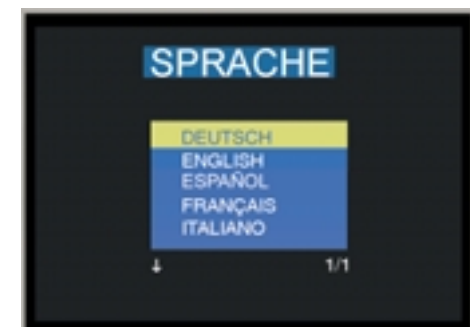 SPRACHE
DEUTSCH
ENGLISH
ESPAÑOL
FRANÇAIS
ITALIANO
↓ 1/1